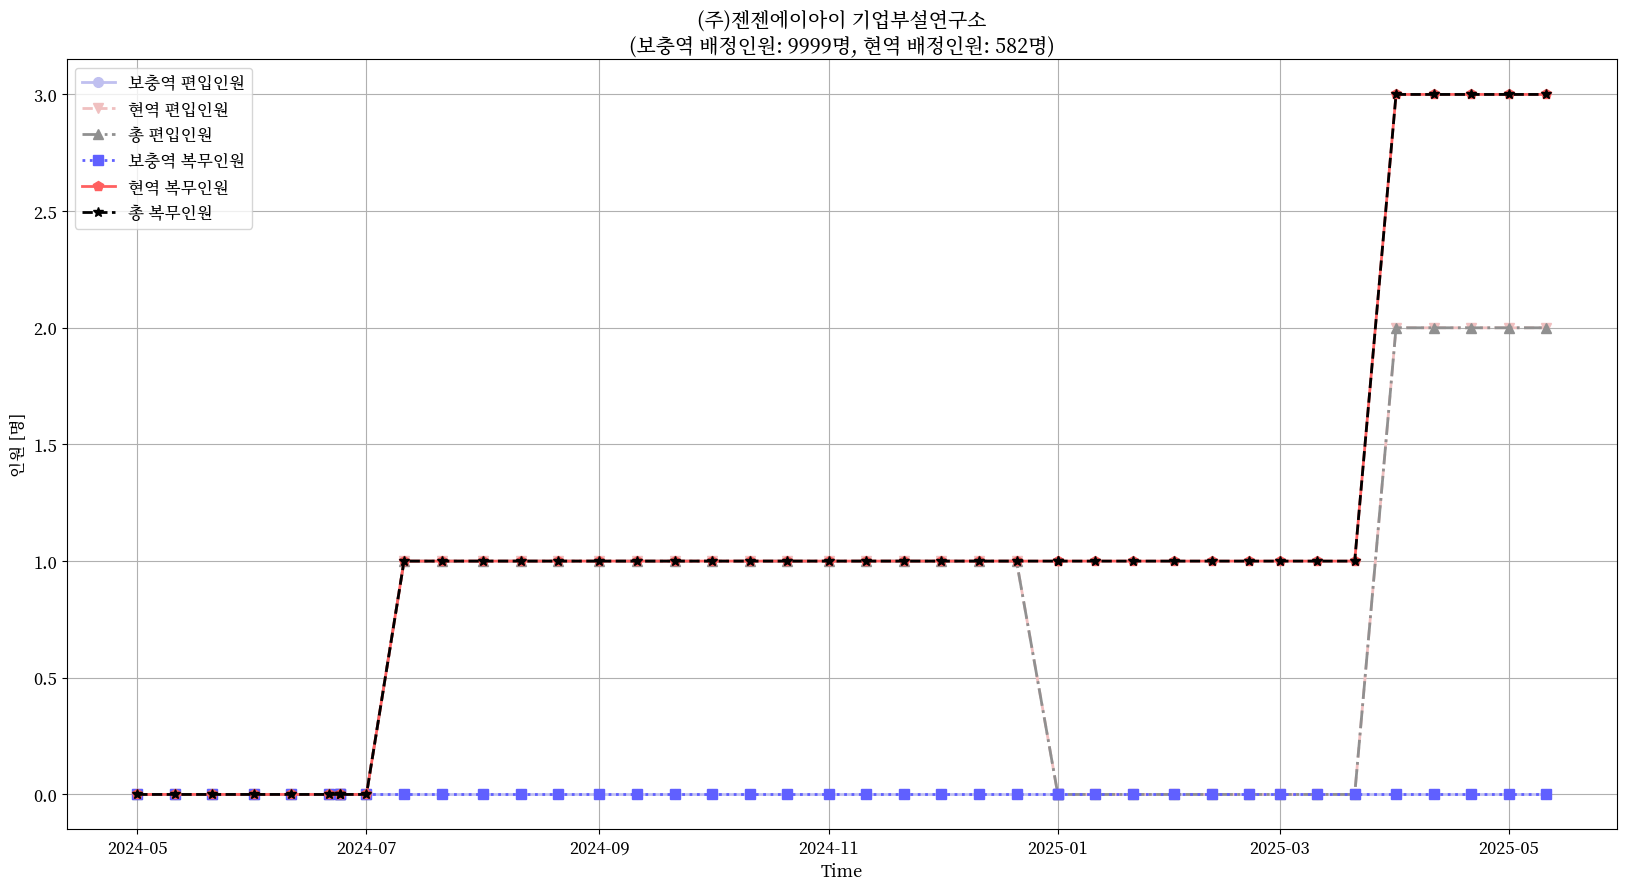 (주)젠젠에이아이 기업부설연구소
(보충역 배정인원: 9999명, 현역 배정인원: 582명)
보충역 편입인원
현역 편입인원
총 편입인원
보충역 복무인원
현역 복무인원
총 복무인원
인원 [명]
3.0
2.5
2.0
1.5
1.0
0.5
0.0
2024-05 2024-07 2024-09 2024-11 2025-01 2025-03 2025-05
Time